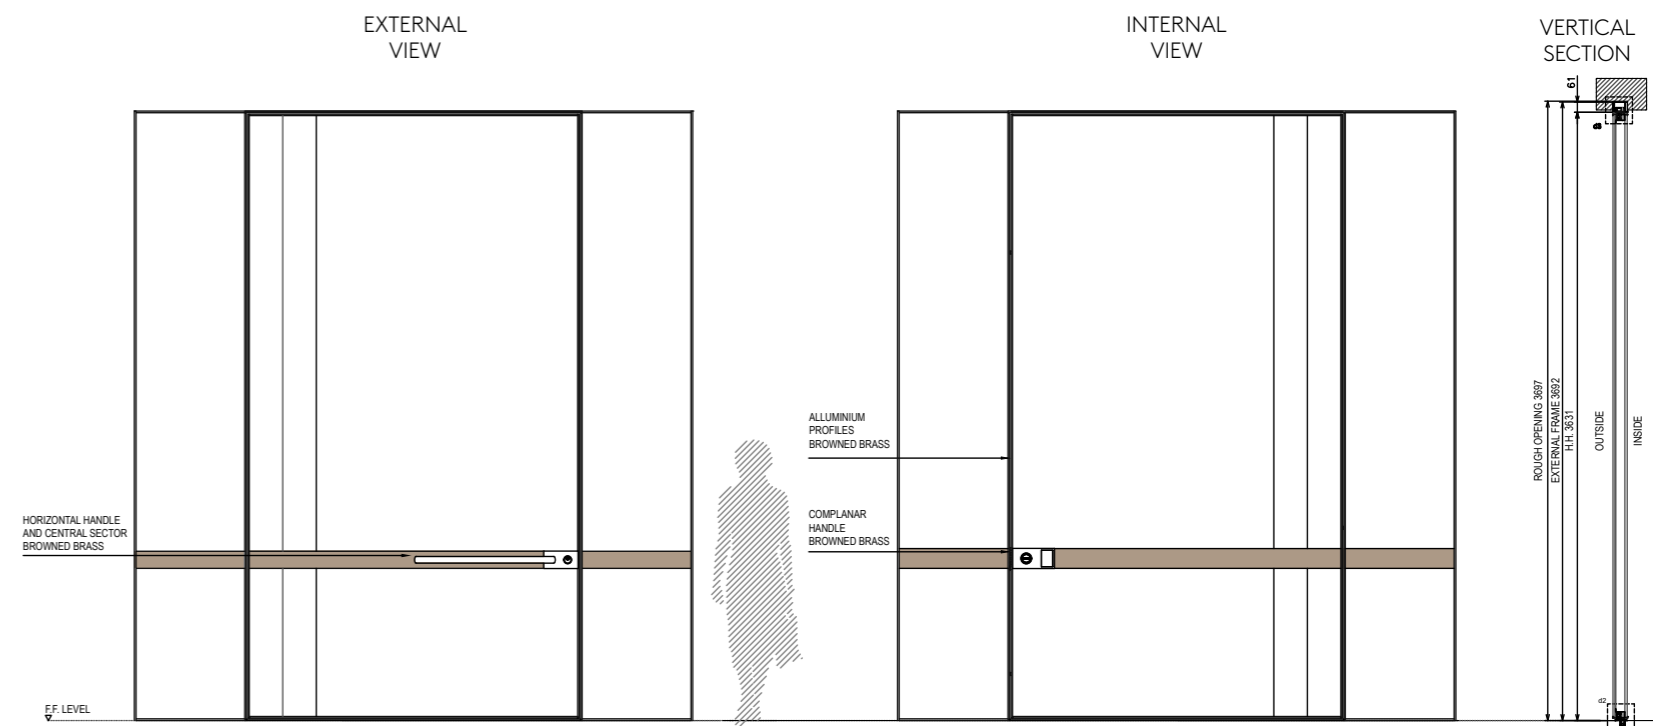 EXTERNAL
VIEW
INTERNAL
VIEW
VERTICAL
SECTION
61
ROUGH OPENING 3697
EXTERNAL FRAME 3692
H.H. 3631
OUTSIDE
INSIDE
ALLUMINIUM
PROFILES
BROWNED BRASS
COMPLANAR
HANDLE
BROWNED BRASS
HORIZONTAL HANDLE
AND CENTRAL SECTOR
BROWNED BRASS
F.F. LEVEL
d2